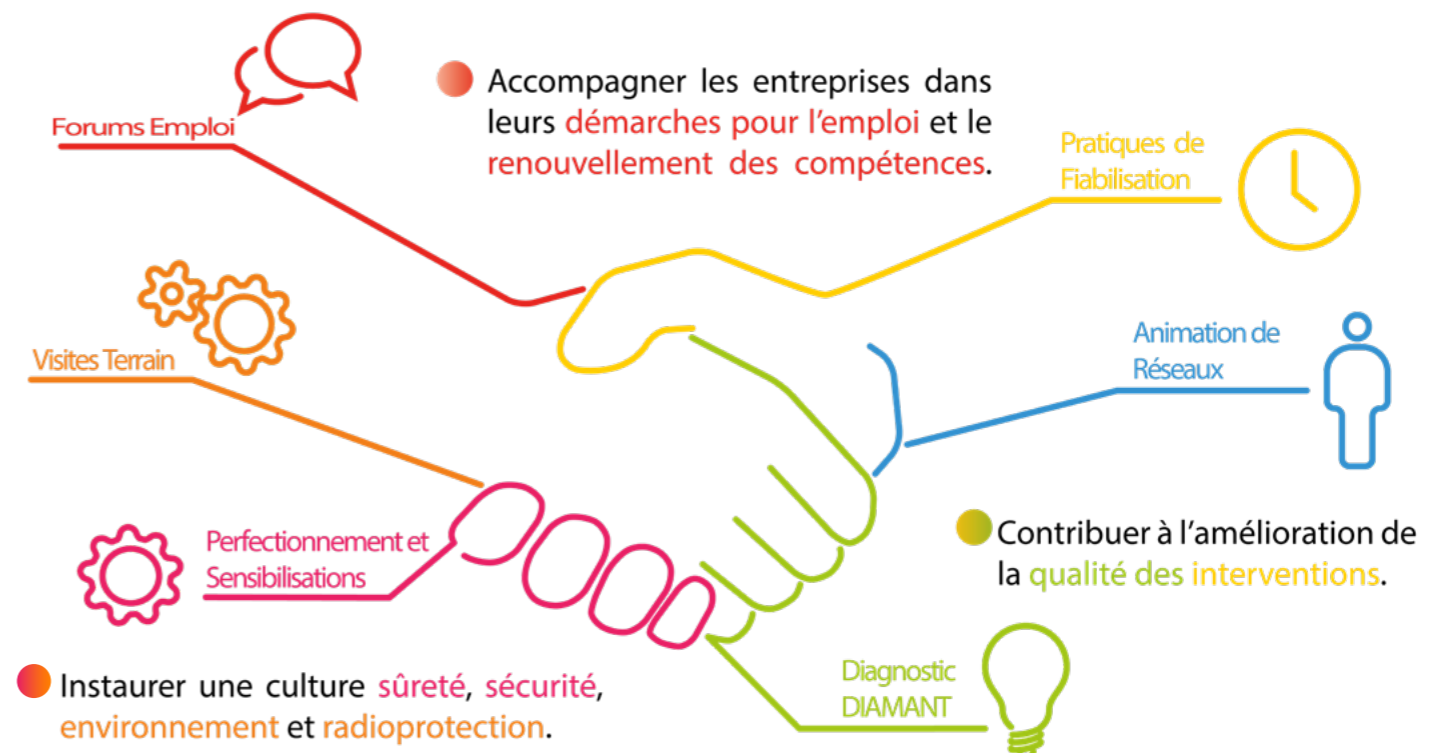 Forums Emploi
Accompagner les entreprises dans
leurs démarches pour l'emploi et le
renouvellement des compétences.
Pratiques de
Fiabilisation
Visites Terrain
Animation de
Réseaux
Perfectionnement et
Sensibilisations
Contribuer à l'amélioration de
la qualité des interventions.
Instaurer une culture sûreté, sécurité,
environnement et radioprotection.
Diagnostic
DIAMANT